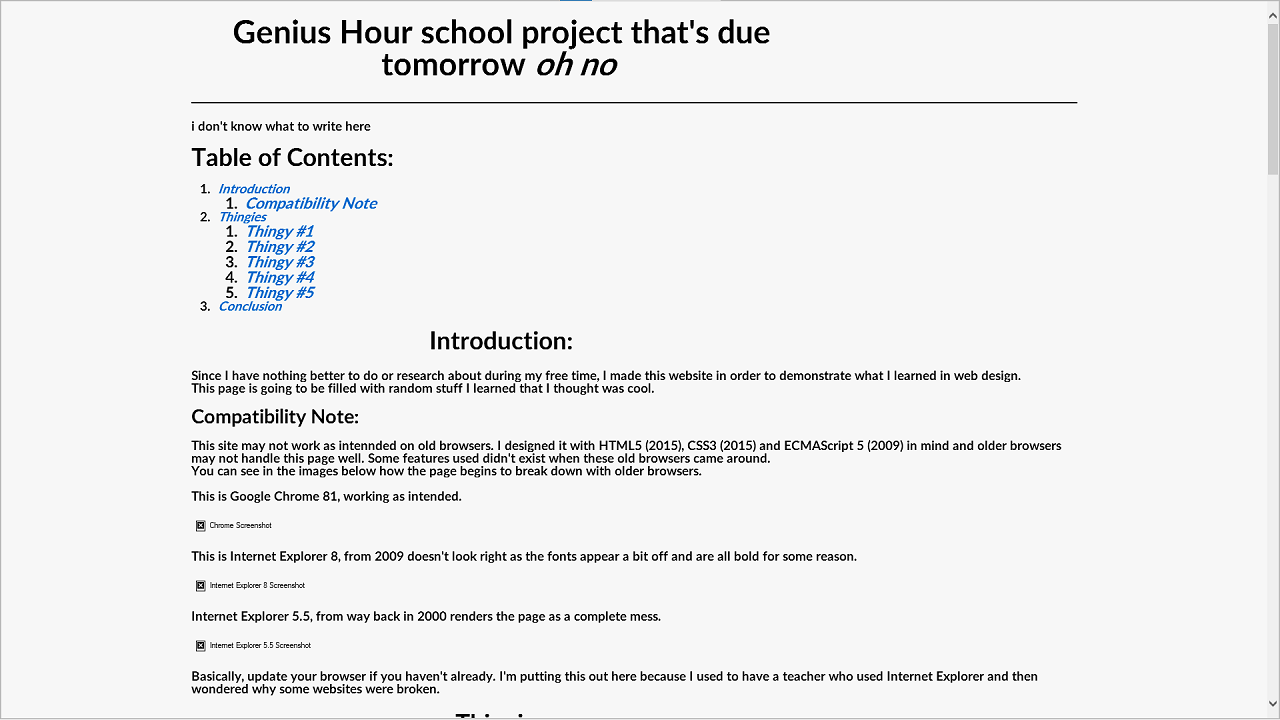 Genius Hour school project that's due
tomorrow oh no
i don't know what to write here
Table of Contents:
1. Introduction
1. Compatibility Note
2. Thingies
1. Thingy #1
2. Thingy #2
3. Thingy #3
4. Thingy #4
5. Thingy #5
3. Conclusion
Introduction:
Since I have nothing better to do or research about during my free time, I made this website in order to demonstrate what I learned in web design.
This page is going to be filled with random stuff I learned that I thought was cool.
Compatibility Note:
This site may not work as intennded on old browsers. I designed it with HTML5 (2015), CSS3 (2015) and ECMAScript 5 (2009) in mind and older browsers
may not handle this page well. Some features used didn't exist when these old browsers came around.
You can see in the images below how the page begins to break down with older browsers.
This is Google Chrome 81, working as intended.
Chrome Screenshot
This is Internet Explorer 8, from 2009 doesn't look right as the fonts appear a bit off and are all bold for some reason.
Internet Explorer 8 Screenshot
Internet Explorer 5.5, from way back in 2000 renders the page as a complete mess.
Internet Explorer 5.5 Screenshot
Basically, update your browser if you haven't already. I'm putting this out here because I used to have a teacher who used Internet Explorer and then
wondered why some websites were broken.